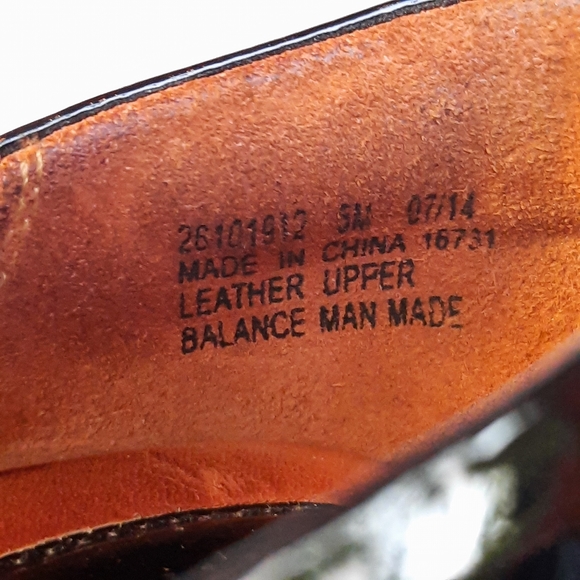 26101912 5M 07/14
MADE IN CHINA 16731
LEATHER UPPER
BALANCE MAN MADE